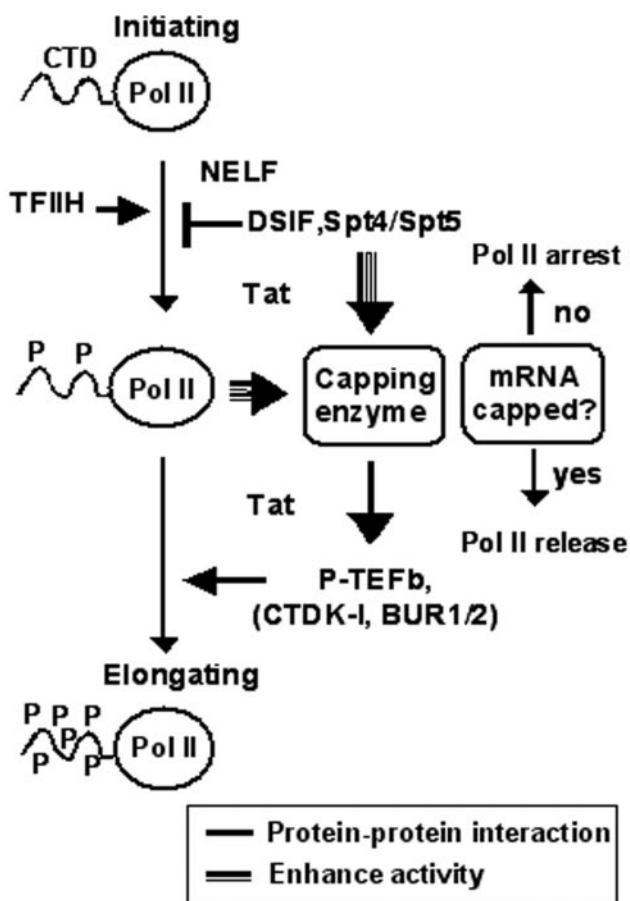 Initiating
CTD
Pol II
NELF
TFIIH
DSIF,Spt4/Spt5
Pol II arrest
Tat
no
P P
Pol II
Capping
enzyme
mRNA
capped?
yes
Tat
Pol II release
P-TEFb,
(CTDK-I, BUR1/2)
Elongating
P P P
P
P P
Pol II
Protein-protein interaction
Enhance activity